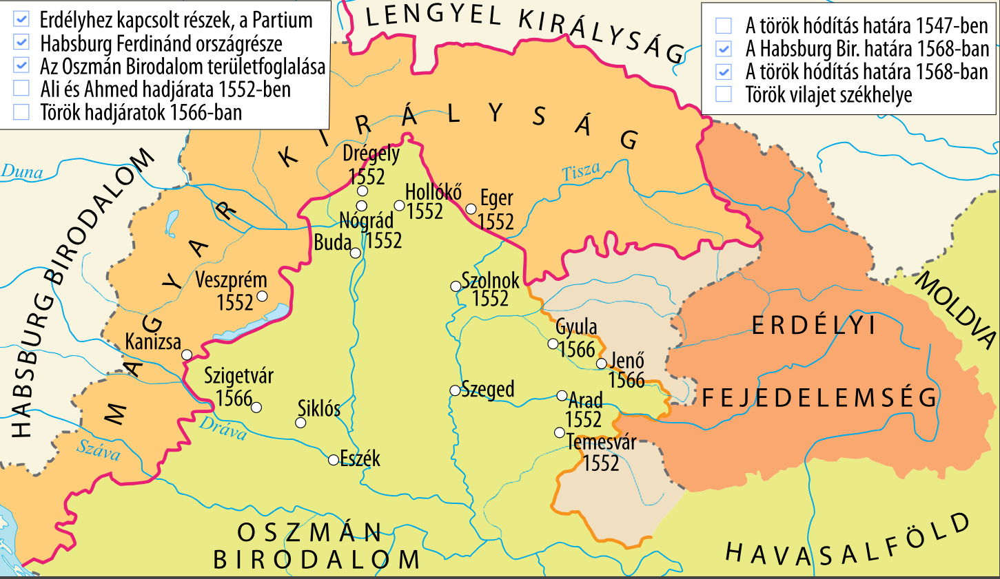 Erdélyhez kapcsolt részek, a Partium
Habsburg Ferdinánd országrésze
Az Oszmán Birodalom területfoglalása
Ali és Ahmed hadjárata 1552-ben
Török hadjáratok 1566-ban
A török hódítás határa 1547-ben
A Habsburg Bir. határa 1568-ban
A török hódítás határa 1568-ban
Török vilajet székhelye
LENGYEL KIRÁLYSÁG
HABSBURG BIRODALOM
MAGYAR KIRÁLYSÁG
Duna
Tisza
Drégely
1552
Hollókő
1552
Nógrád
1552
Eger
1552
Buda
Veszprém
1552
Szolnok
1552
Kanizsa
Gyula
1566
Jenő
1566
Szigetvár
1566
Siklós
Szeged
Arad
1552
Temesvár
1552
Dráva
Száva
Eszék
ERDÉLYI
FEJEDELEMSÉG
MOLDVA
OSZMÁN
BIRODALOM
HAVASALFÖLD